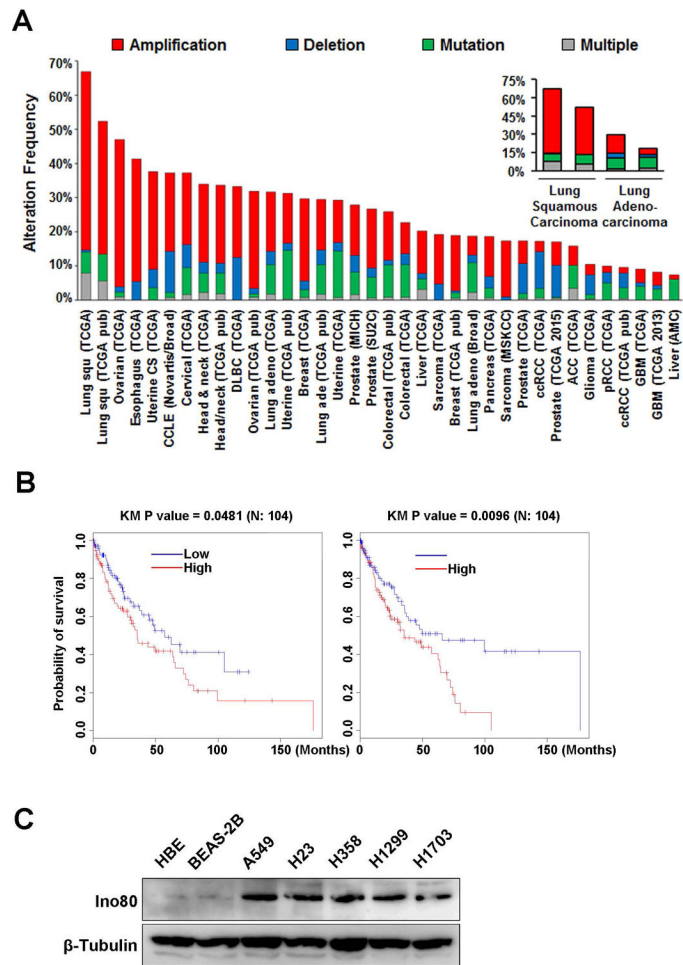 A
Amplification Deletion Mutation Multiple
70%
60%
50%
40%
30%
20%
10%
0%
Alteration Frequency
75%
60%
45%
30%
15%
0%
Lung Squamous Carcinoma
Lung Adeno-carcinoma
Lung squ (TCGA)
Lung squ (TCGA pub)
Ovarian (TCGA)
Esophagus (TCGA)
Uterine CS (TCGA)
CCLE (Novartis/Broad)
Cervical (TCGA)
Head & neck (TCGA)
Head/neck (TCGA pub)
DLBC (TCGA)
Ovarian (TCGA pub)
Lung adeno (TCGA)
Uterine (TCGA pub)
Breast (TCGA)
Lung ade (TCGA pub)
Uterine (TCGA)
Prostate (MICH)
Prostate (SU2C)
Colorectal (TCGA pub)
Colorectal (TCGA)
Liver (TCGA)
Sarcoma (TCGA)
Breast (TCGA pub)
Lung adeno (Broad)
Pancreas (TCGA)
Sarcoma (MSKCC)
Prostate (TCGA)
ccRCC (TCGA)
Prostate (TCGA 2015)
ACC (TCGA)
Glioma (TCGA)
pRCC (TCGA)
ccRCC (TCGA pub)
GBM (TCGA)
GBM (TCGA 2013)
Liver (AMC)
B
KM P value = 0.0481 (N: 104)
Low
High
Probability of survival
1.0
0.8
0.6
0.4
0.2
0.0
0 50 100 150 (Months)
KM P value = 0.0096 (N: 104)
High
1.0
0.8
0.6
0.4
0.2
0.0
0 50 100 150 (Months)
C
HBE BEAS-2B A549 H23 H358 H1299 H1703
Ino80
β-Tubulin